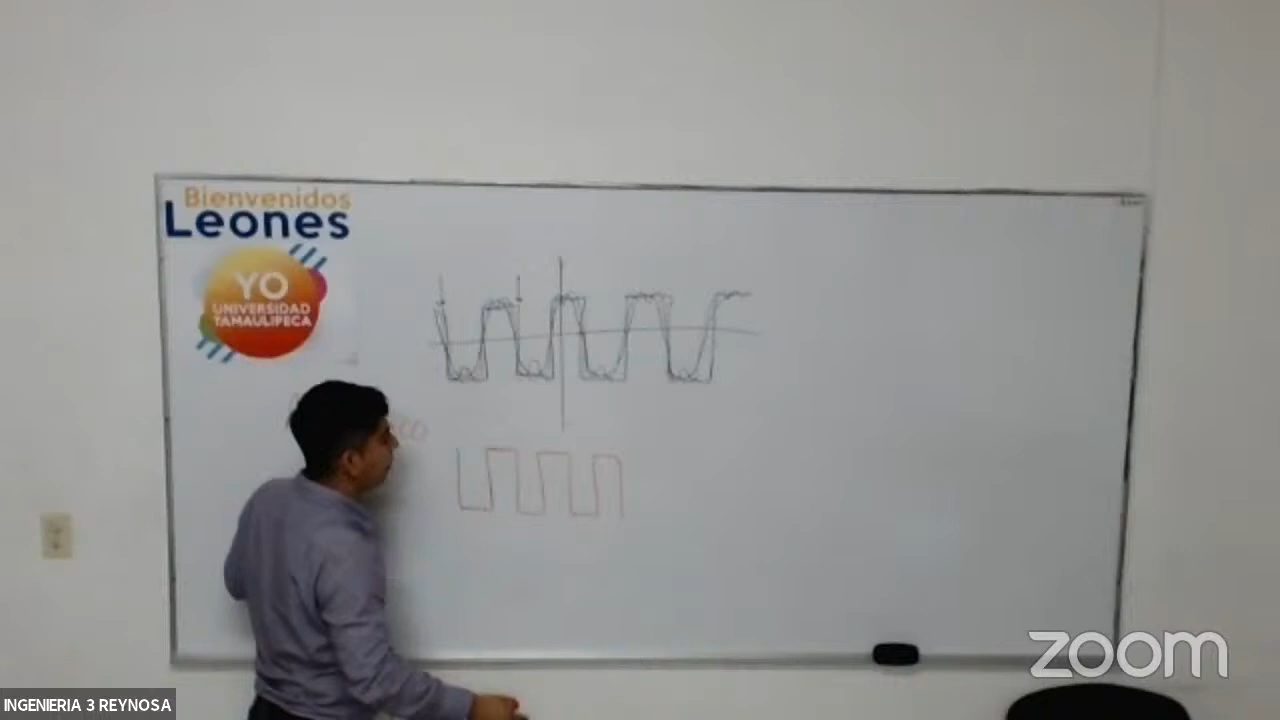 Bienvenidos
Leones
YO
UNIVERSIDAD
TAMAULIPECA
zoom
INGENIERIA 3 REYNOSA